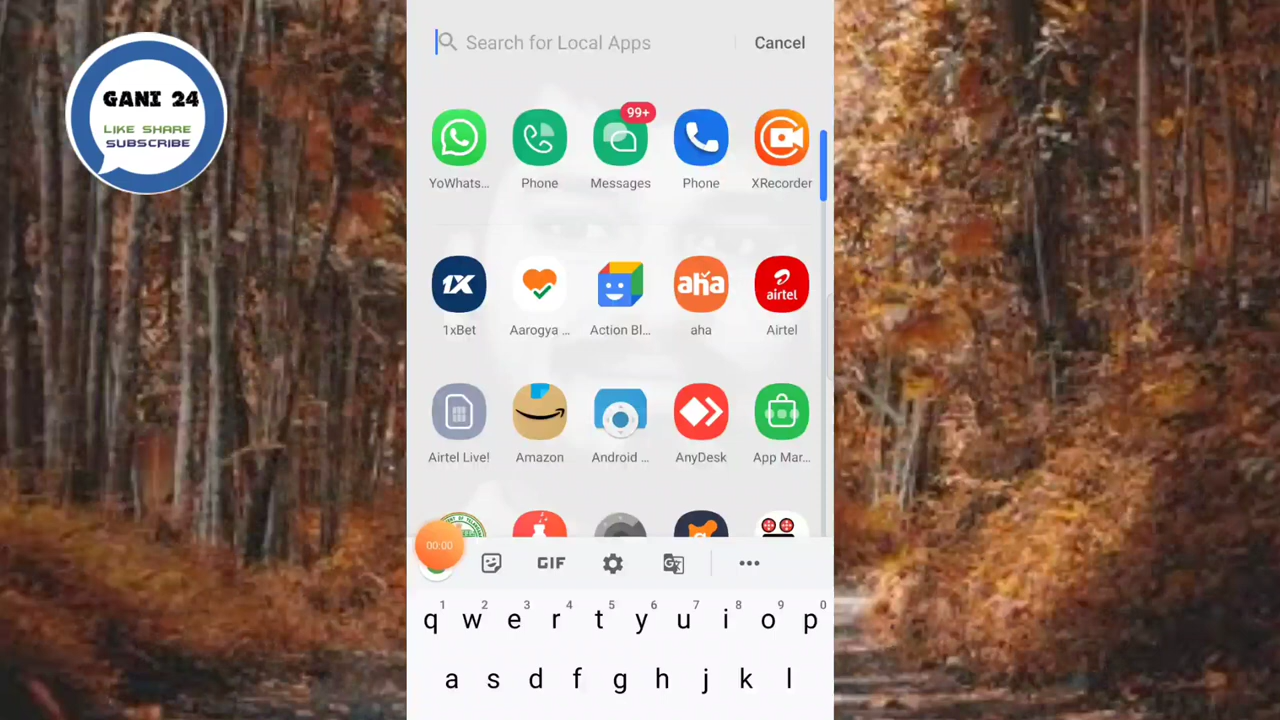 GANI 24
LIKE SHARE
SUBSCRIBE
Search for Local Apps
Cancel
99+
YoWhats...
Phone
Messages
Phone
XRecorder
1X
aha
airtel
1xBet
Aarogya ...
Action Bl...
aha
Airtel
Airtel Live!
Amazon
Android ...
AnyDesk
App Mar...
00:00
GIF
1 2 3 4 5 6 7 8 9 0
q w e r t y u i o p
a s d f g h j k l